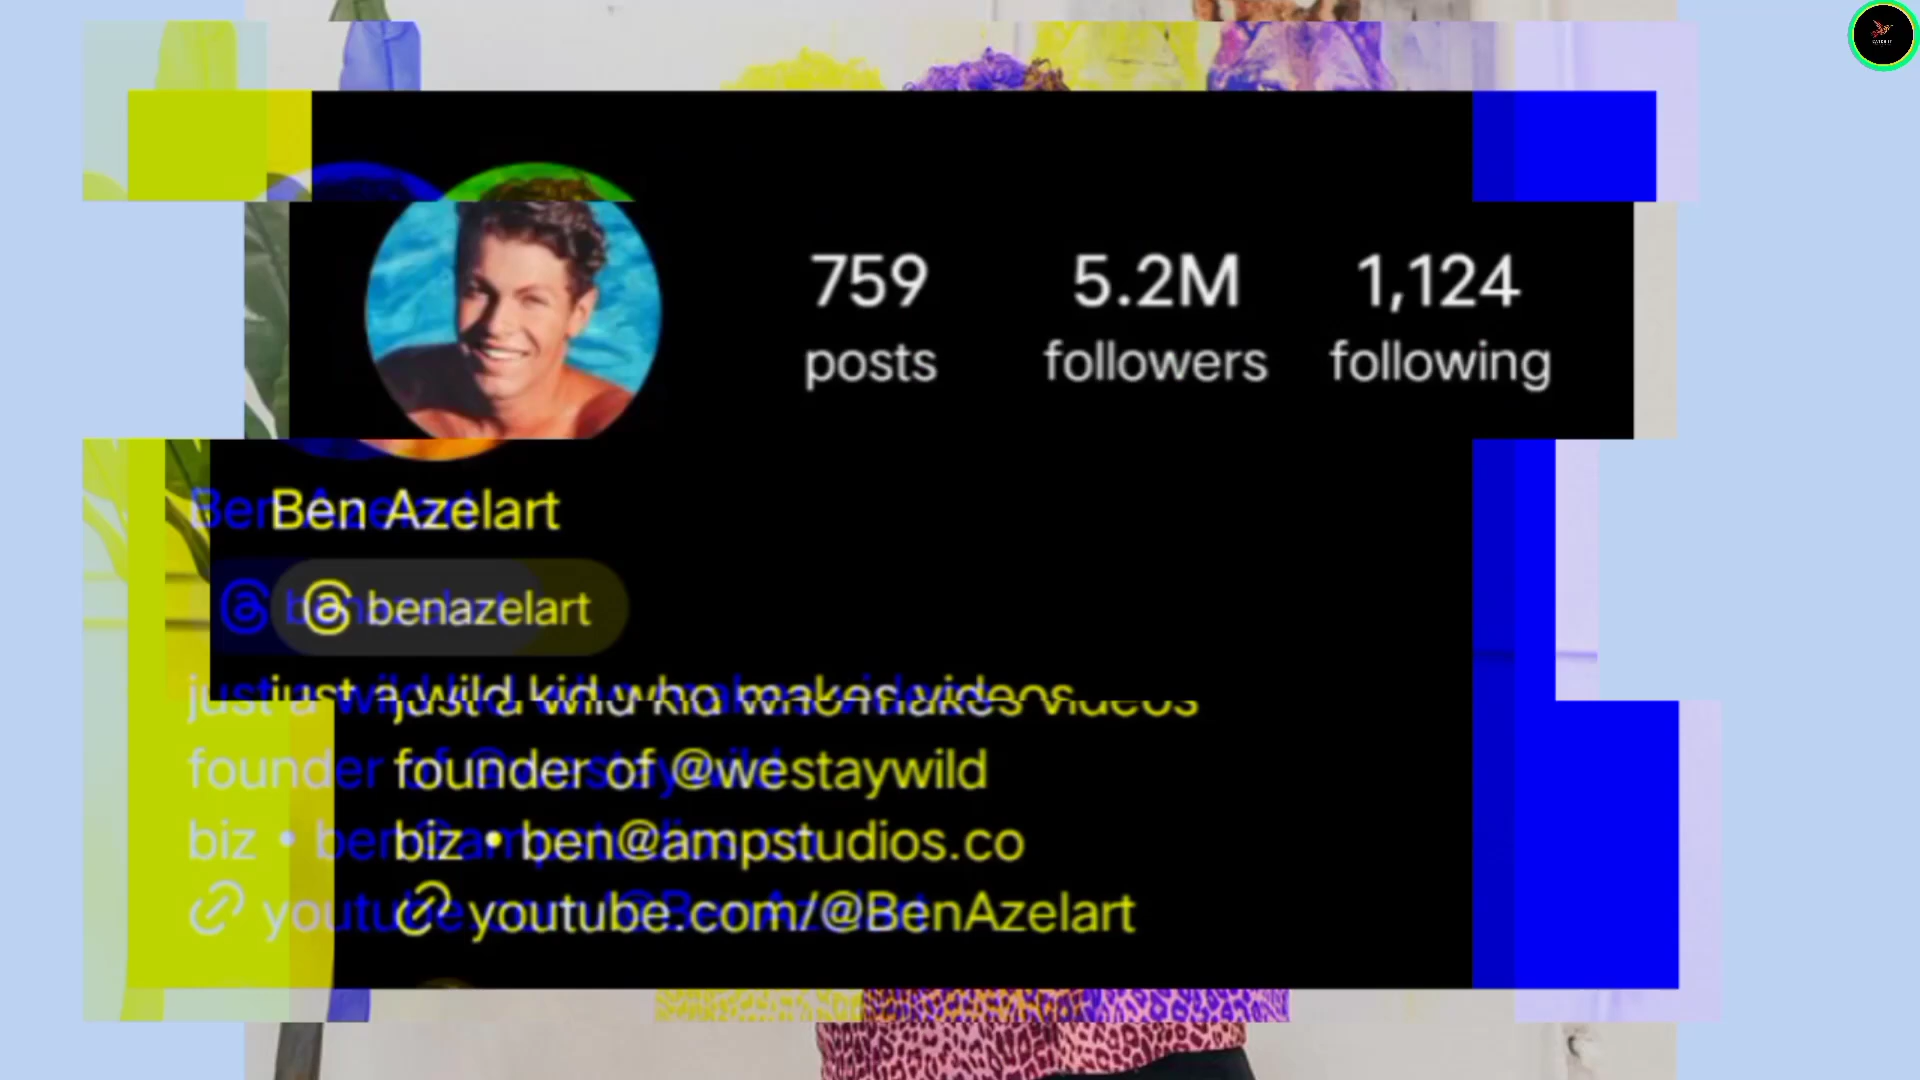 759 5.2M 1,124
posts followers following
Ben Azelart
benazelart
just a wild kid who makes videos
founder of @westaywild
biz • ben@ampstudios.co
youtube.com/@BenAzelart